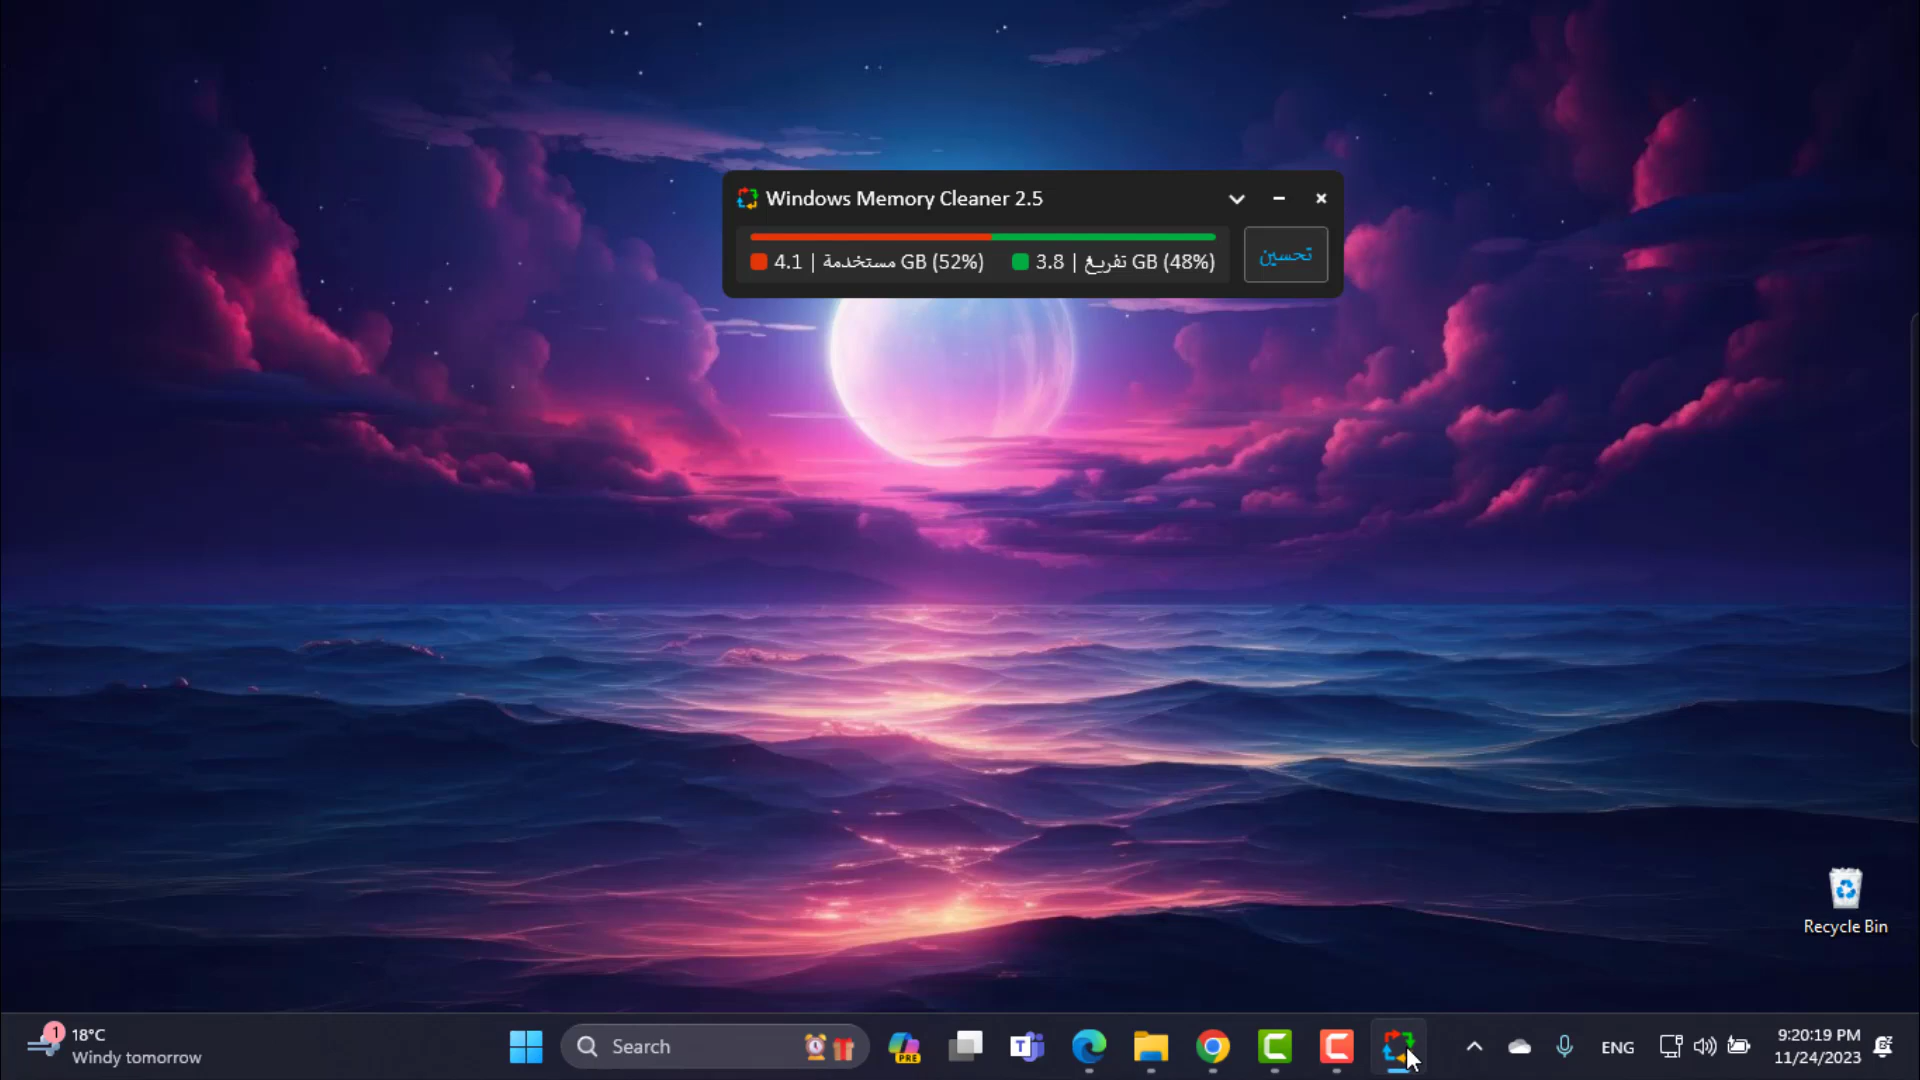 Windows Memory Cleaner 2.5
4.1 | مستخدمة GB (52%)
3.8 | تفريغ GB (48%)
تحسين
Recycle Bin
1
18°C
Windy tomorrow
Search
PRE
T
ENG
9:20:19 PM
11/24/2023